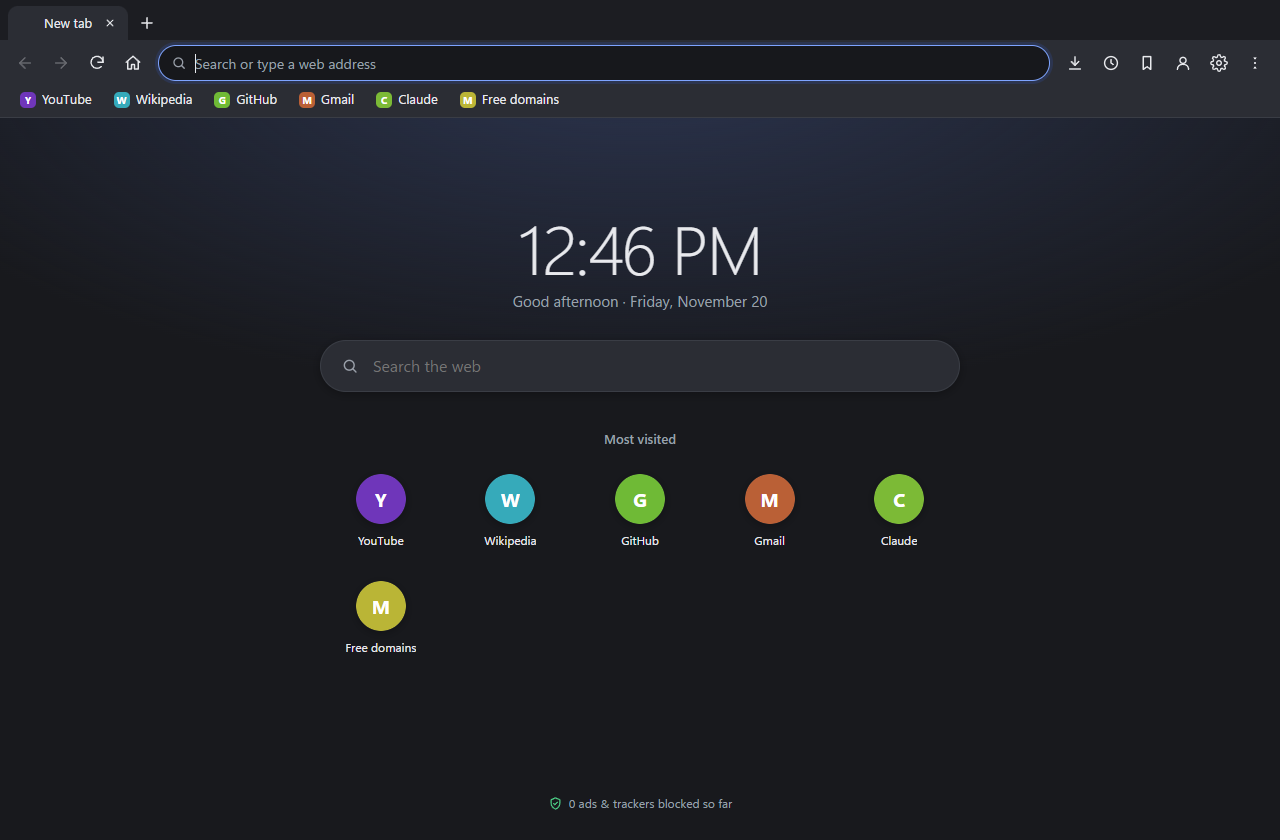 New tab
Search or type a web address
Y YouTube W Wikipedia G GitHub M Gmail C Claude M Free domains
12:46 PM
Good afternoon · Friday, November 20
Search the web
Most visited
Y W G M C
YouTube Wikipedia GitHub Gmail Claude
M
Free domains
0 ads & trackers blocked so far